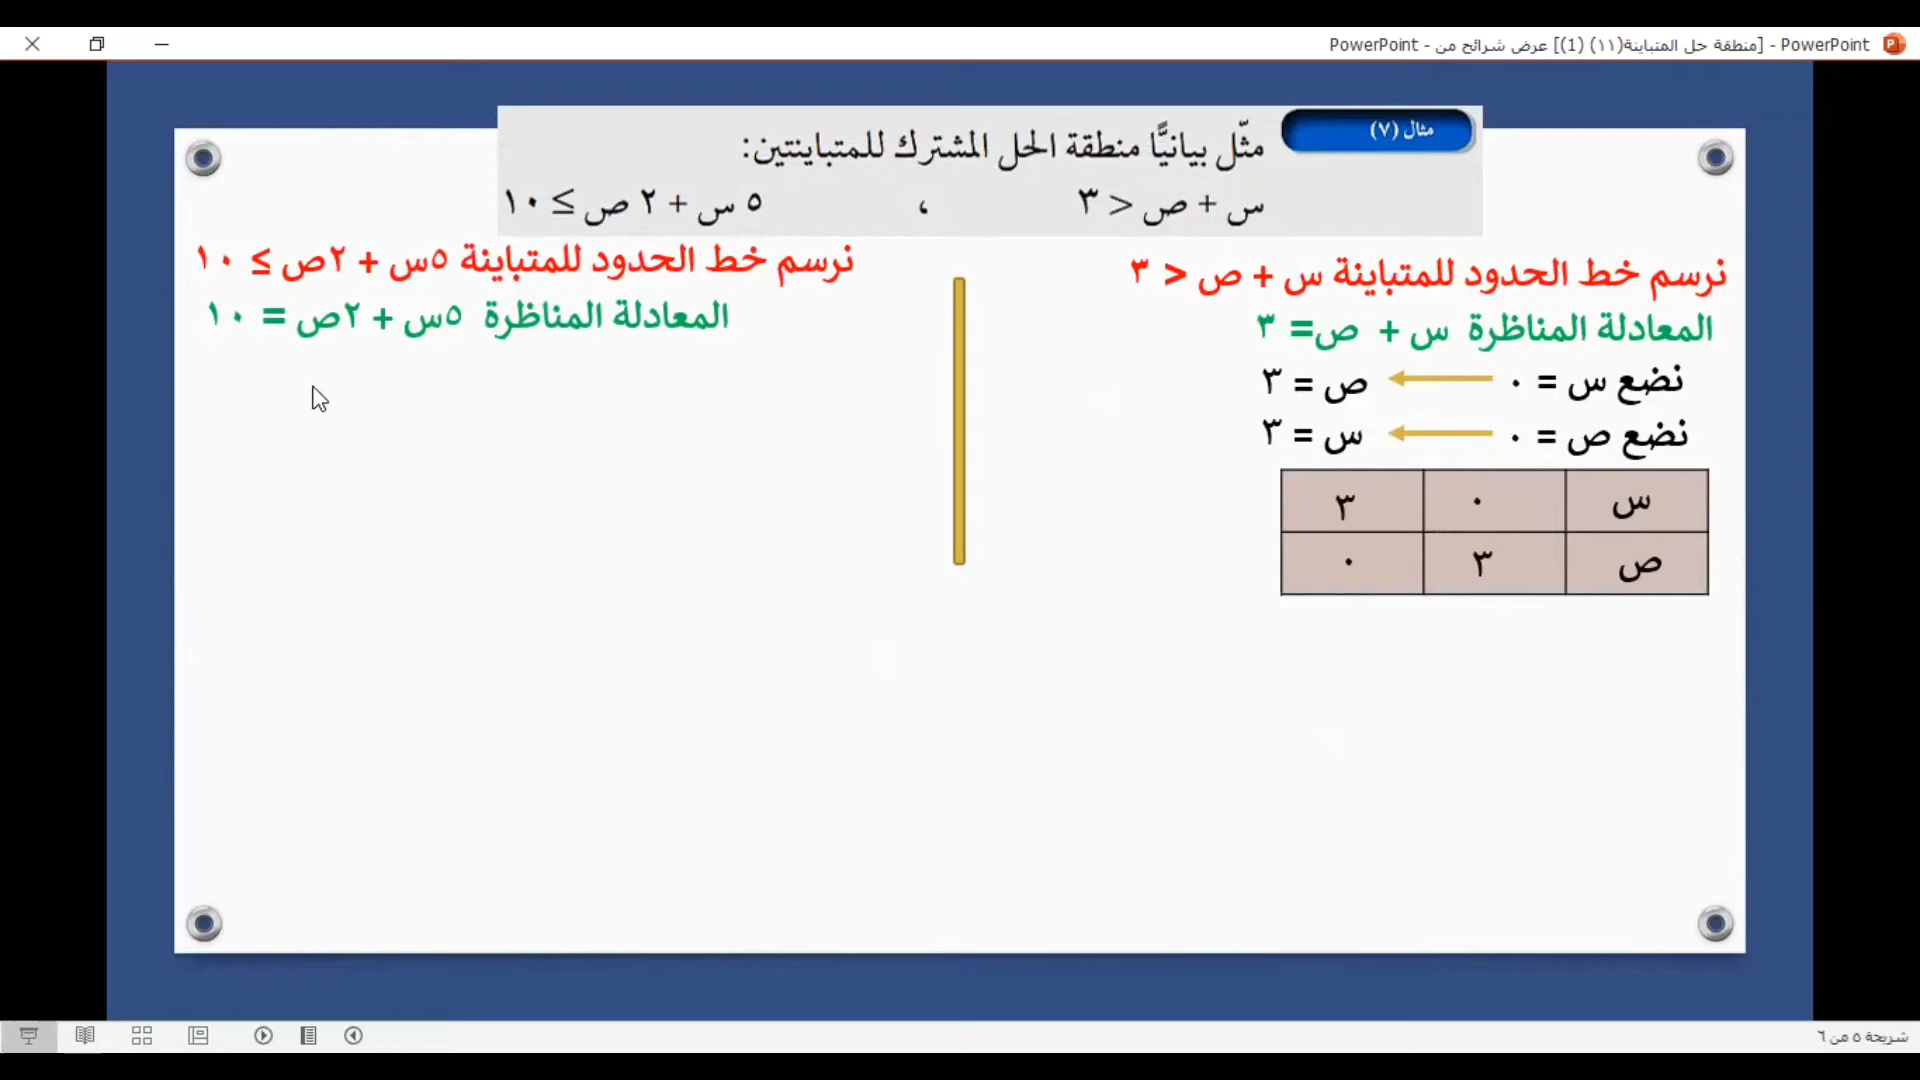 PowerPoint - [منطقة حل المتباينة(١١) (1)] عرض شرائح من - PowerPoint
مثال (٧)
مثّل بيانيًّا منطقة الحل المشترك للمتباينتين:
س + ص < ٣ ، ٥ س + ٢ ص ≥ ١٠
نرسم خط الحدود للمتباينة س + ص < ٣
المعادلة المناظرة س + ص= ٣
نضع س = ٠ ص = ٣
نضع ص = ٠ س = ٣
س ٠ ٣
ص ٣ ٠
نرسم خط الحدود للمتباينة ٥س + ٢ص ≥ ١٠
المعادلة المناظرة ٥س + ٢ص = ١٠
شريحة ٥ من ٦